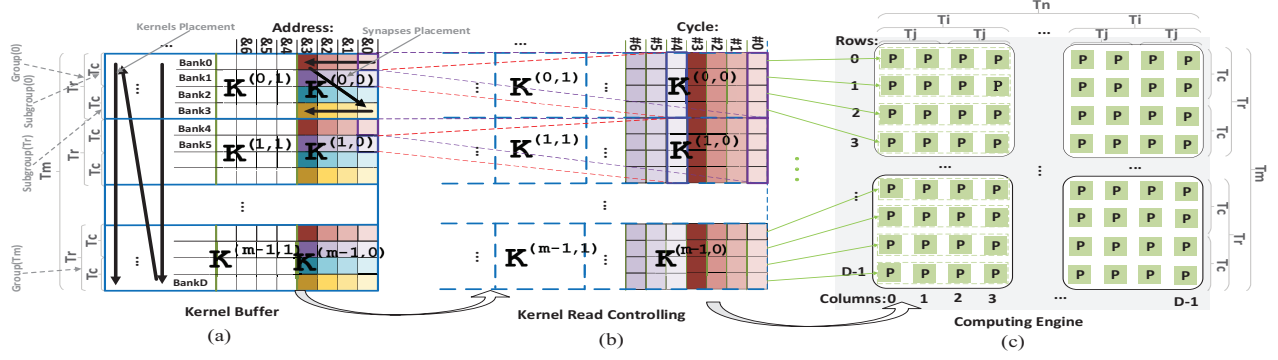 Kernels Placement
Address:
Synapses Placement
...
&6
&5
&4
&3
&2
&1
&0
Group(0)
Subgroup(0)
Subgroup(Tr)
Group(Tm)
Tm
Tr
Tc
Tc
Tr
Tc
Tc
Tr
Tc
Tc
Bank0
Bank1
Bank2
Bank3
Bank4
Bank5
BankD
K(0,1)
K(0,0)
K(1,1)
K(1,0)
...
K(m-1,1)
K(m-1,0)
Kernel Buffer
(a)
Cycle:
...
#6
#5
#4
#3
#2
#1
#0
K(0,1)
K(0,0)
K(1,1)
K(1,0)
...
K(m-1,1)
K(m-1,0)
Kernel Read Controlling
(b)
Tn
Ti
...
Ti
Tj
Tj
Tj
Tj
Rows:
0
P P P P
P P P P
1
P P P P
P P P P
2
P P P P
P P P P
3
P P P P
P P P P
...
...
...
P P P P
P P P P
P P P P
P P P P
P P P P
P P P P
D-1
P P P P
P P P P
Tc
Tc
Tr
Tc
Tc
Tr
Tm
Columns:
0
1
2
3
...
D-1
Computing Engine
(c)